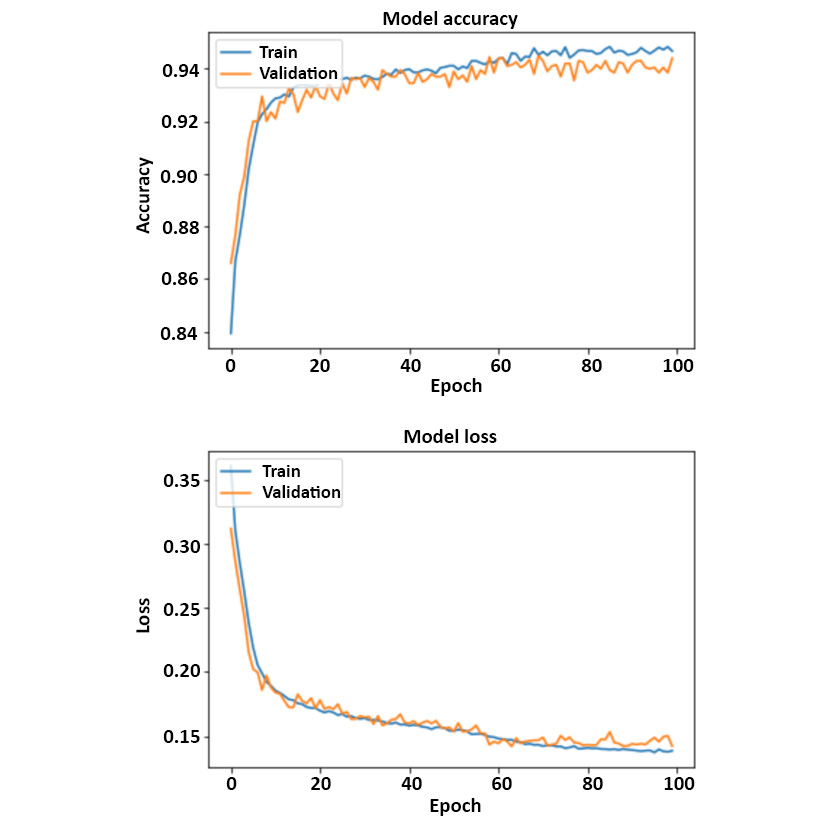 Model accuracy
Train
Validation
0.94
0.92
0.90
0.88
0.86
0.84
Accuracy
0 20 40 60 80 100
Epoch
Model loss
Train
Validation
0.35
0.30
0.25
0.20
0.15
Loss
0 20 40 60 80 100
Epoch